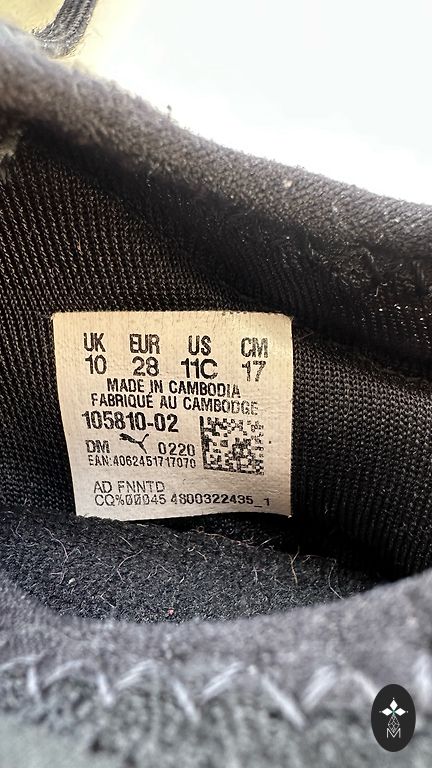 UK EUR US CM
10 28 11C 17
MADE IN CAMBODIA
FABRIQUÉ AU CAMBODGE
105810-02
DM 0220
EAN:4062451717070
AD FNNTD
CQ%00045 4800322435_1
M